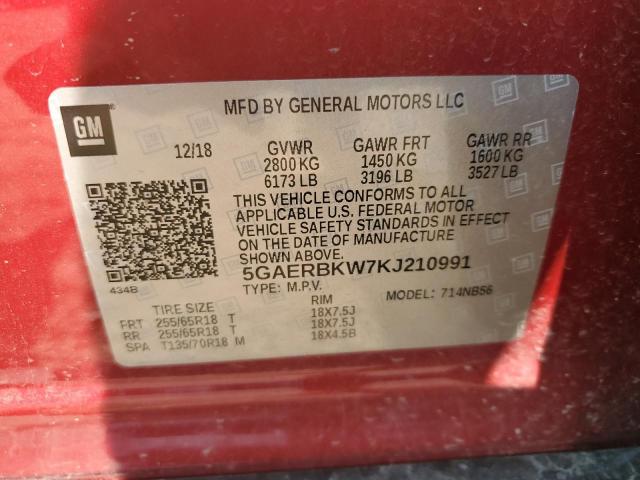 MFD BY GENERAL MOTORS LLC
GM
12/18 GVWR GAWR FRT GAWR RR
2800 KG 1450 KG 1600 KG
6173 LB 3196 LB 3527 LB
THIS VEHICLE CONFORMS TO ALL
APPLICABLE U.S. FEDERAL MOTOR
VEHICLE SAFETY STANDARDS IN EFFECT
ON THE DATE OF MANUFACTURE
SHOWN ABOVE.
434B
5GAERBKW7KJ210991
TYPE: M.P.V. MODEL: 714NB56
TIRE SIZE RIM
FRT 255/65R18 T 18X7.5J
RR 255/65R18 T 18X7.5J
SPA T135/70R18 M 18X4.5B